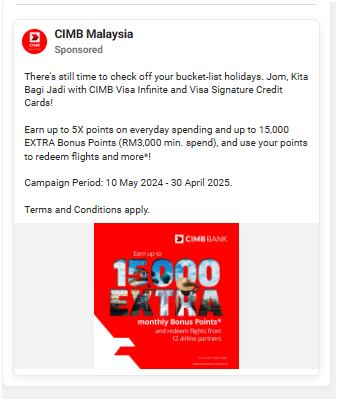 CIMB Malaysia
Sponsored
There's still time to check off your bucket-list holidays. Jom, Kita
Bagi Jadi with CIMB Visa Infinite and Visa Signature Credit
Cards!
Earn up to 5X points on everyday spending and up to 15,000
EXTRA Bonus Points (RM3,000 min. spend), and use your points
to redeem flights and more*!
Campaign Period: 10 May 2024 - 30 April 2025.
Terms and Conditions apply.
CIMB BANK
Earn up to
15,000
EXTRA
monthly Bonus Points*
and redeem flights from
12 airline partners